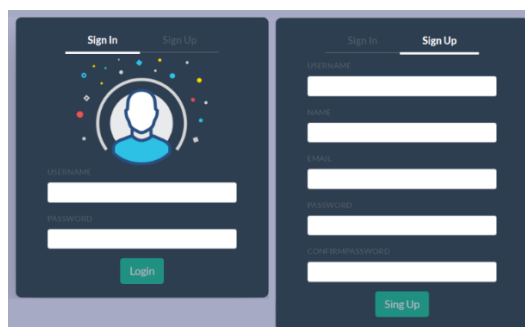 Sign In Sign Up
USERNAME
PASSWORD
Login
Sign In Sign Up
USERNAME
NAME
EMAIL
PASSWORD
CONFIRMPASSWORD
Sing Up